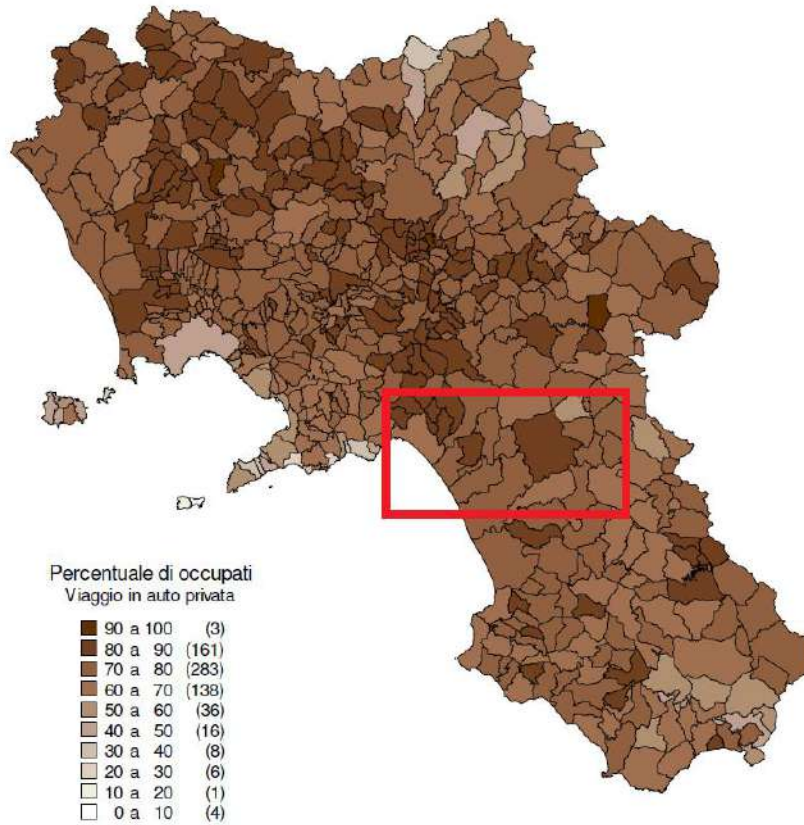 Percentuale di occupati
Viaggio in auto privata
90 a 100 (3)
80 a 90 (161)
70 a 80 (283)
60 a 70 (138)
50 a 60 (36)
40 a 50 (16)
30 a 40 (8)
20 a 30 (6)
10 a 20 (1)
0 a 10 (4)